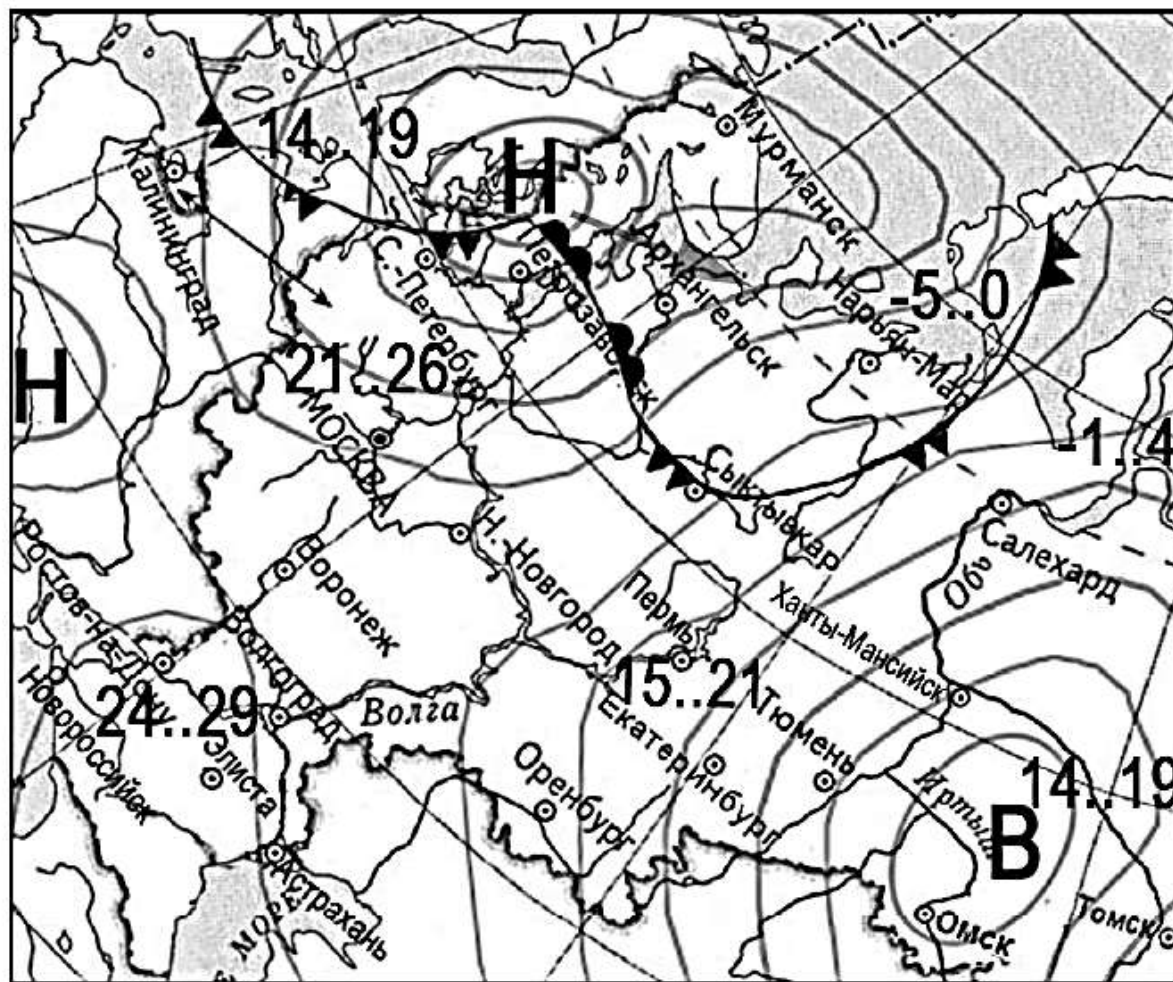 Мурманск
14..19
Н
Калининград
Архангельск
Петрозаводск
С.-Петербург
Нарьян-Мар
-5..0
Н
21..26
МОСКВА
-1..4
Сыктывкар
Салехард
Обь
Н.-Новгород
Воронеж
Пермь
Ханты-Мансийск
Ростов-на-Дону
Волгоград
15..21
Новороссийск
24..29
Волга
Тюмень
Екатеринбург
Элиста
Оренбург
Иртыш
14..19
В
Астрахань
МОРЕ
Омск
Томск